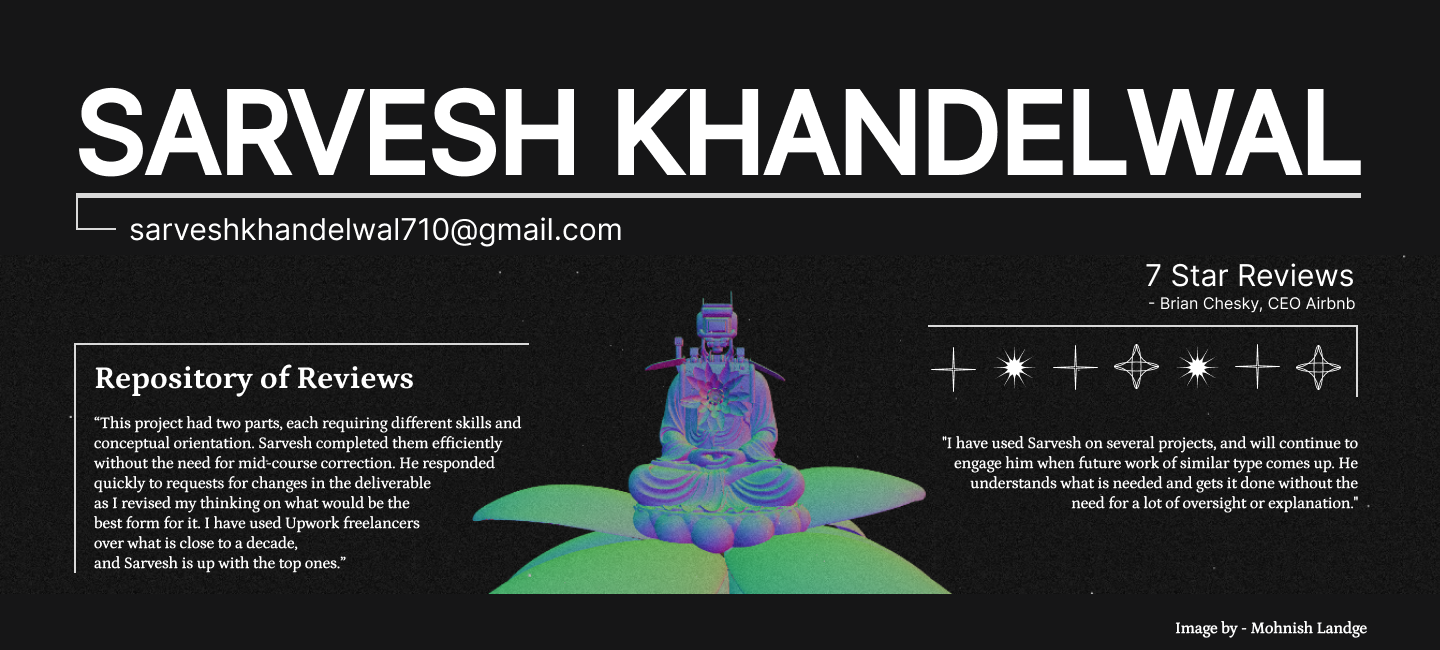 SARVESH KHANDELWAL
sarveshkhandelwal710@gmail.com
7 Star Reviews
- Brian Chesky, CEO Airbnb
Repository of Reviews
“This project had two parts, each requiring different skills and
conceptual orientation. Sarvesh completed them efficiently
without the need for mid-course correction. He responded
quickly to requests for changes in the deliverable
as I revised my thinking on what would be the
best form for it. I have used Upwork freelancers
over what is close to a decade,
and Sarvesh is up with the top ones.”
"I have used Sarvesh on several projects, and will continue to
engage him when future work of similar type comes up. He
understands what is needed and gets it done without the
need for a lot of oversight or explanation."
Image by - Mohnish Landge